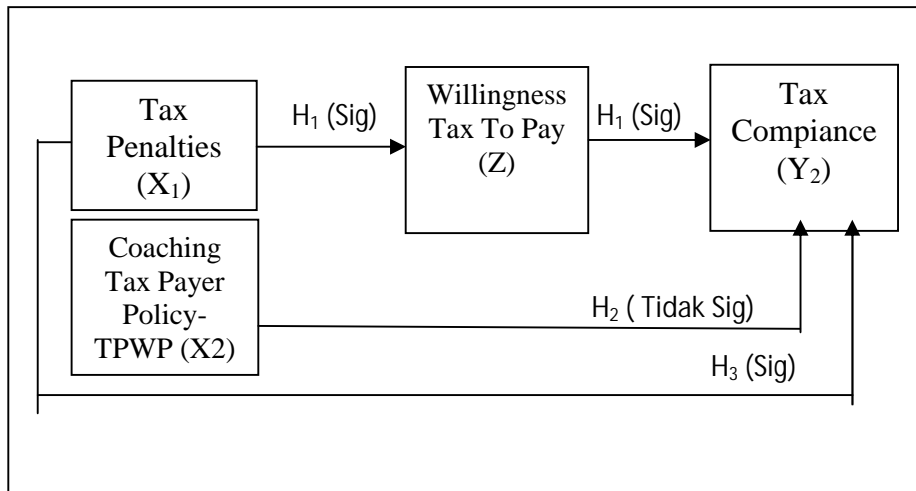 Tax
Penalties
(X₁)
H₁ (Sig)
Willingness
Tax To Pay
(Z)
H₁ (Sig)
Tax
Compiance
(Y₂)
Coaching
Tax Payer
Policy-
TPWP (X2)
H₂ ( Tidak Sig)
H₃ (Sig)